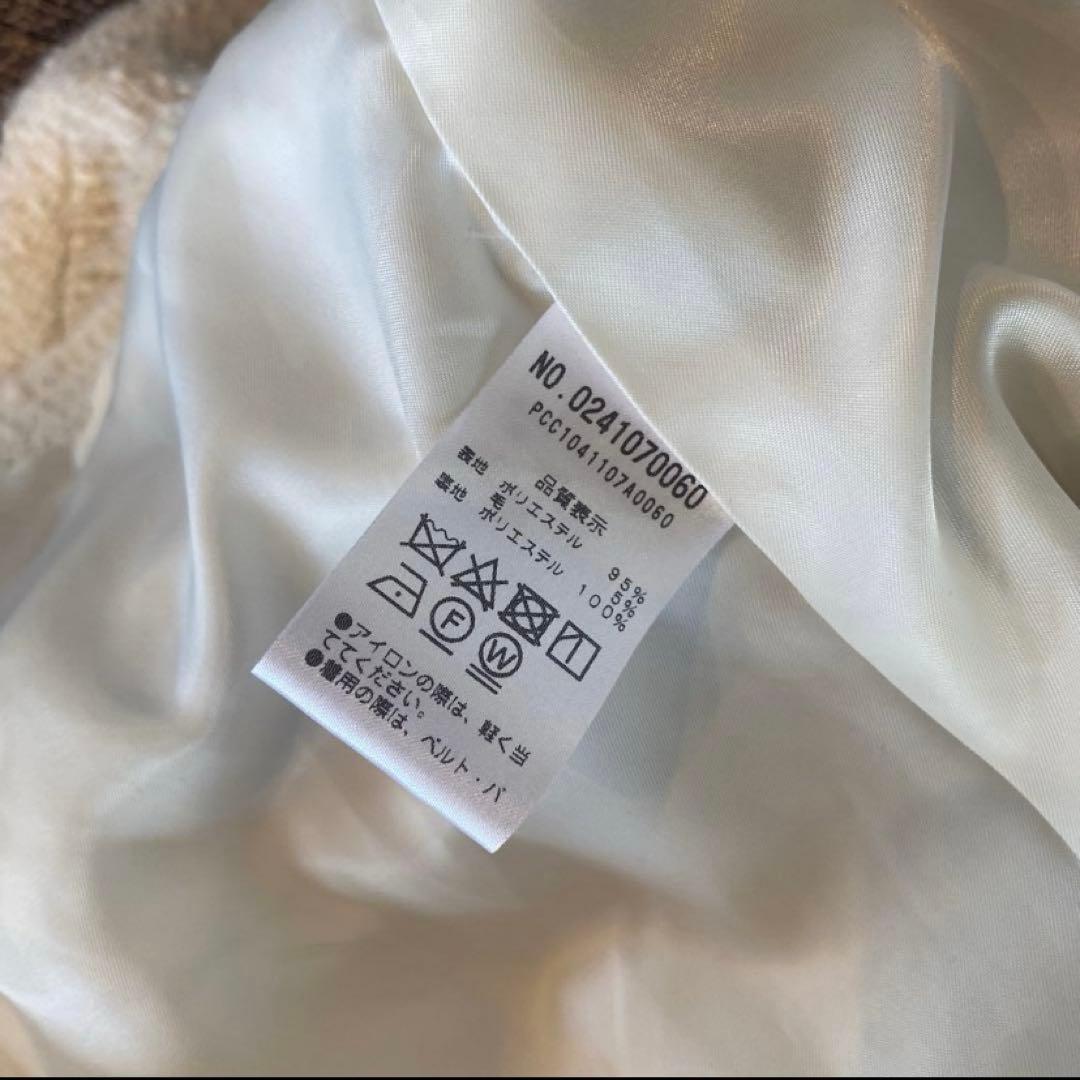 NO.0241070060
PCC1041107A0060
品質表示
表地 ポリエステル 95%
毛 5%
裏地 ポリエステル 100%
F W
●アイロンの際は、軽く当
ててください。
●着用の際は、ベルト・バ